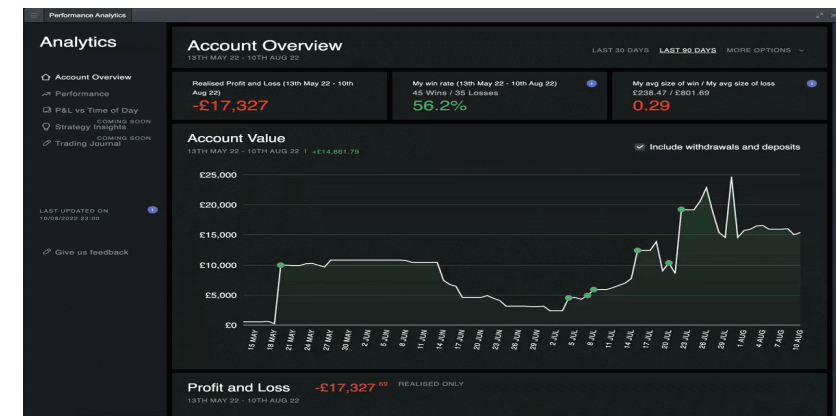 Performance Analytics
Analytics
Account Overview
Performance
P&L vs Time of Day
COMING SOON
Strategy Insights
COMING SOON
Trading Journal
LAST UPDATED ON
10/08/2022 23:00
Give us feedback
Account Overview
13TH MAY 22 - 10TH AUG 22
LAST 30 DAYS LAST 90 DAYS MORE OPTIONS
Realised Profit and Loss (13th May 22 - 10th
Aug 22)
-£17,327
My win rate (13th May 22 - 10th Aug 22)
45 Wins / 35 Losses
56.2%
My avg size of win / My avg size of loss
£238.47 / £801.69
0.29
Account Value
13TH MAY 22 - 10TH AUG 22 | +£14,861.79
Include withdrawals and deposits
£25,000
£20,000
£15,000
£10,000
£5,000
£0
15 MAY
18 MAY
21 MAY
24 MAY
27 MAY
30 MAY
2 JUN
5 JUN
8 JUN
11 JUN
14 JUN
17 JUN
20 JUN
23 JUN
26 JUN
29 JUN
2 JUL
5 JUL
8 JUL
11 JUL
14 JUL
17 JUL
20 JUL
23 JUL
26 JUL
29 JUL
1 AUG
4 AUG
7 AUG
10 AUG
Profit and Loss -£17,327.69 REALISED ONLY
13TH MAY 22 - 10TH AUG 22